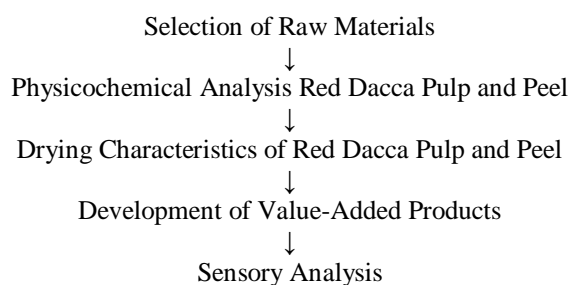 Selection of Raw Materials
↓
Physicochemical Analysis Red Dacca Pulp and Peel
↓
Drying Characteristics of Red Dacca Pulp and Peel
↓
Development of Value-Added Products
↓
Sensory Analysis